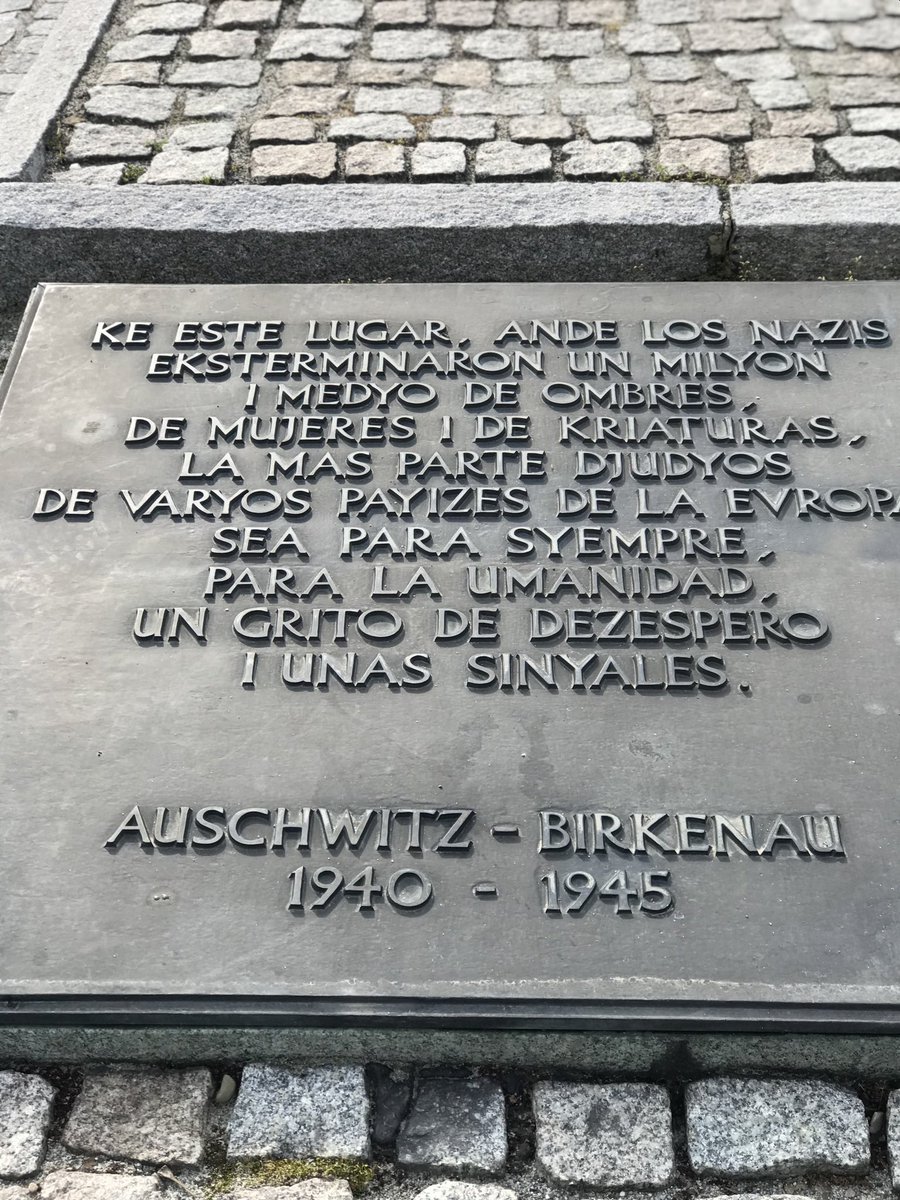 KE ESTE LUGAR, ANDE LOS NAZIS
EKSTERMINARON UN MILYON
I MEDYO DE OMBRES,
DE MUJERES I DE KRIATURAS,
LA MAS PARTE DJUDYOS
DE VARYOS PAYIZES DE LA EVROPA
SEA PARA SYEMPRE,
PARA LA UMANIDAD,
UN GRITO DE DEZESPERO
I UNAS SINYALES.
AUSCHWITZ - BIRKENAU
1940 - 1945